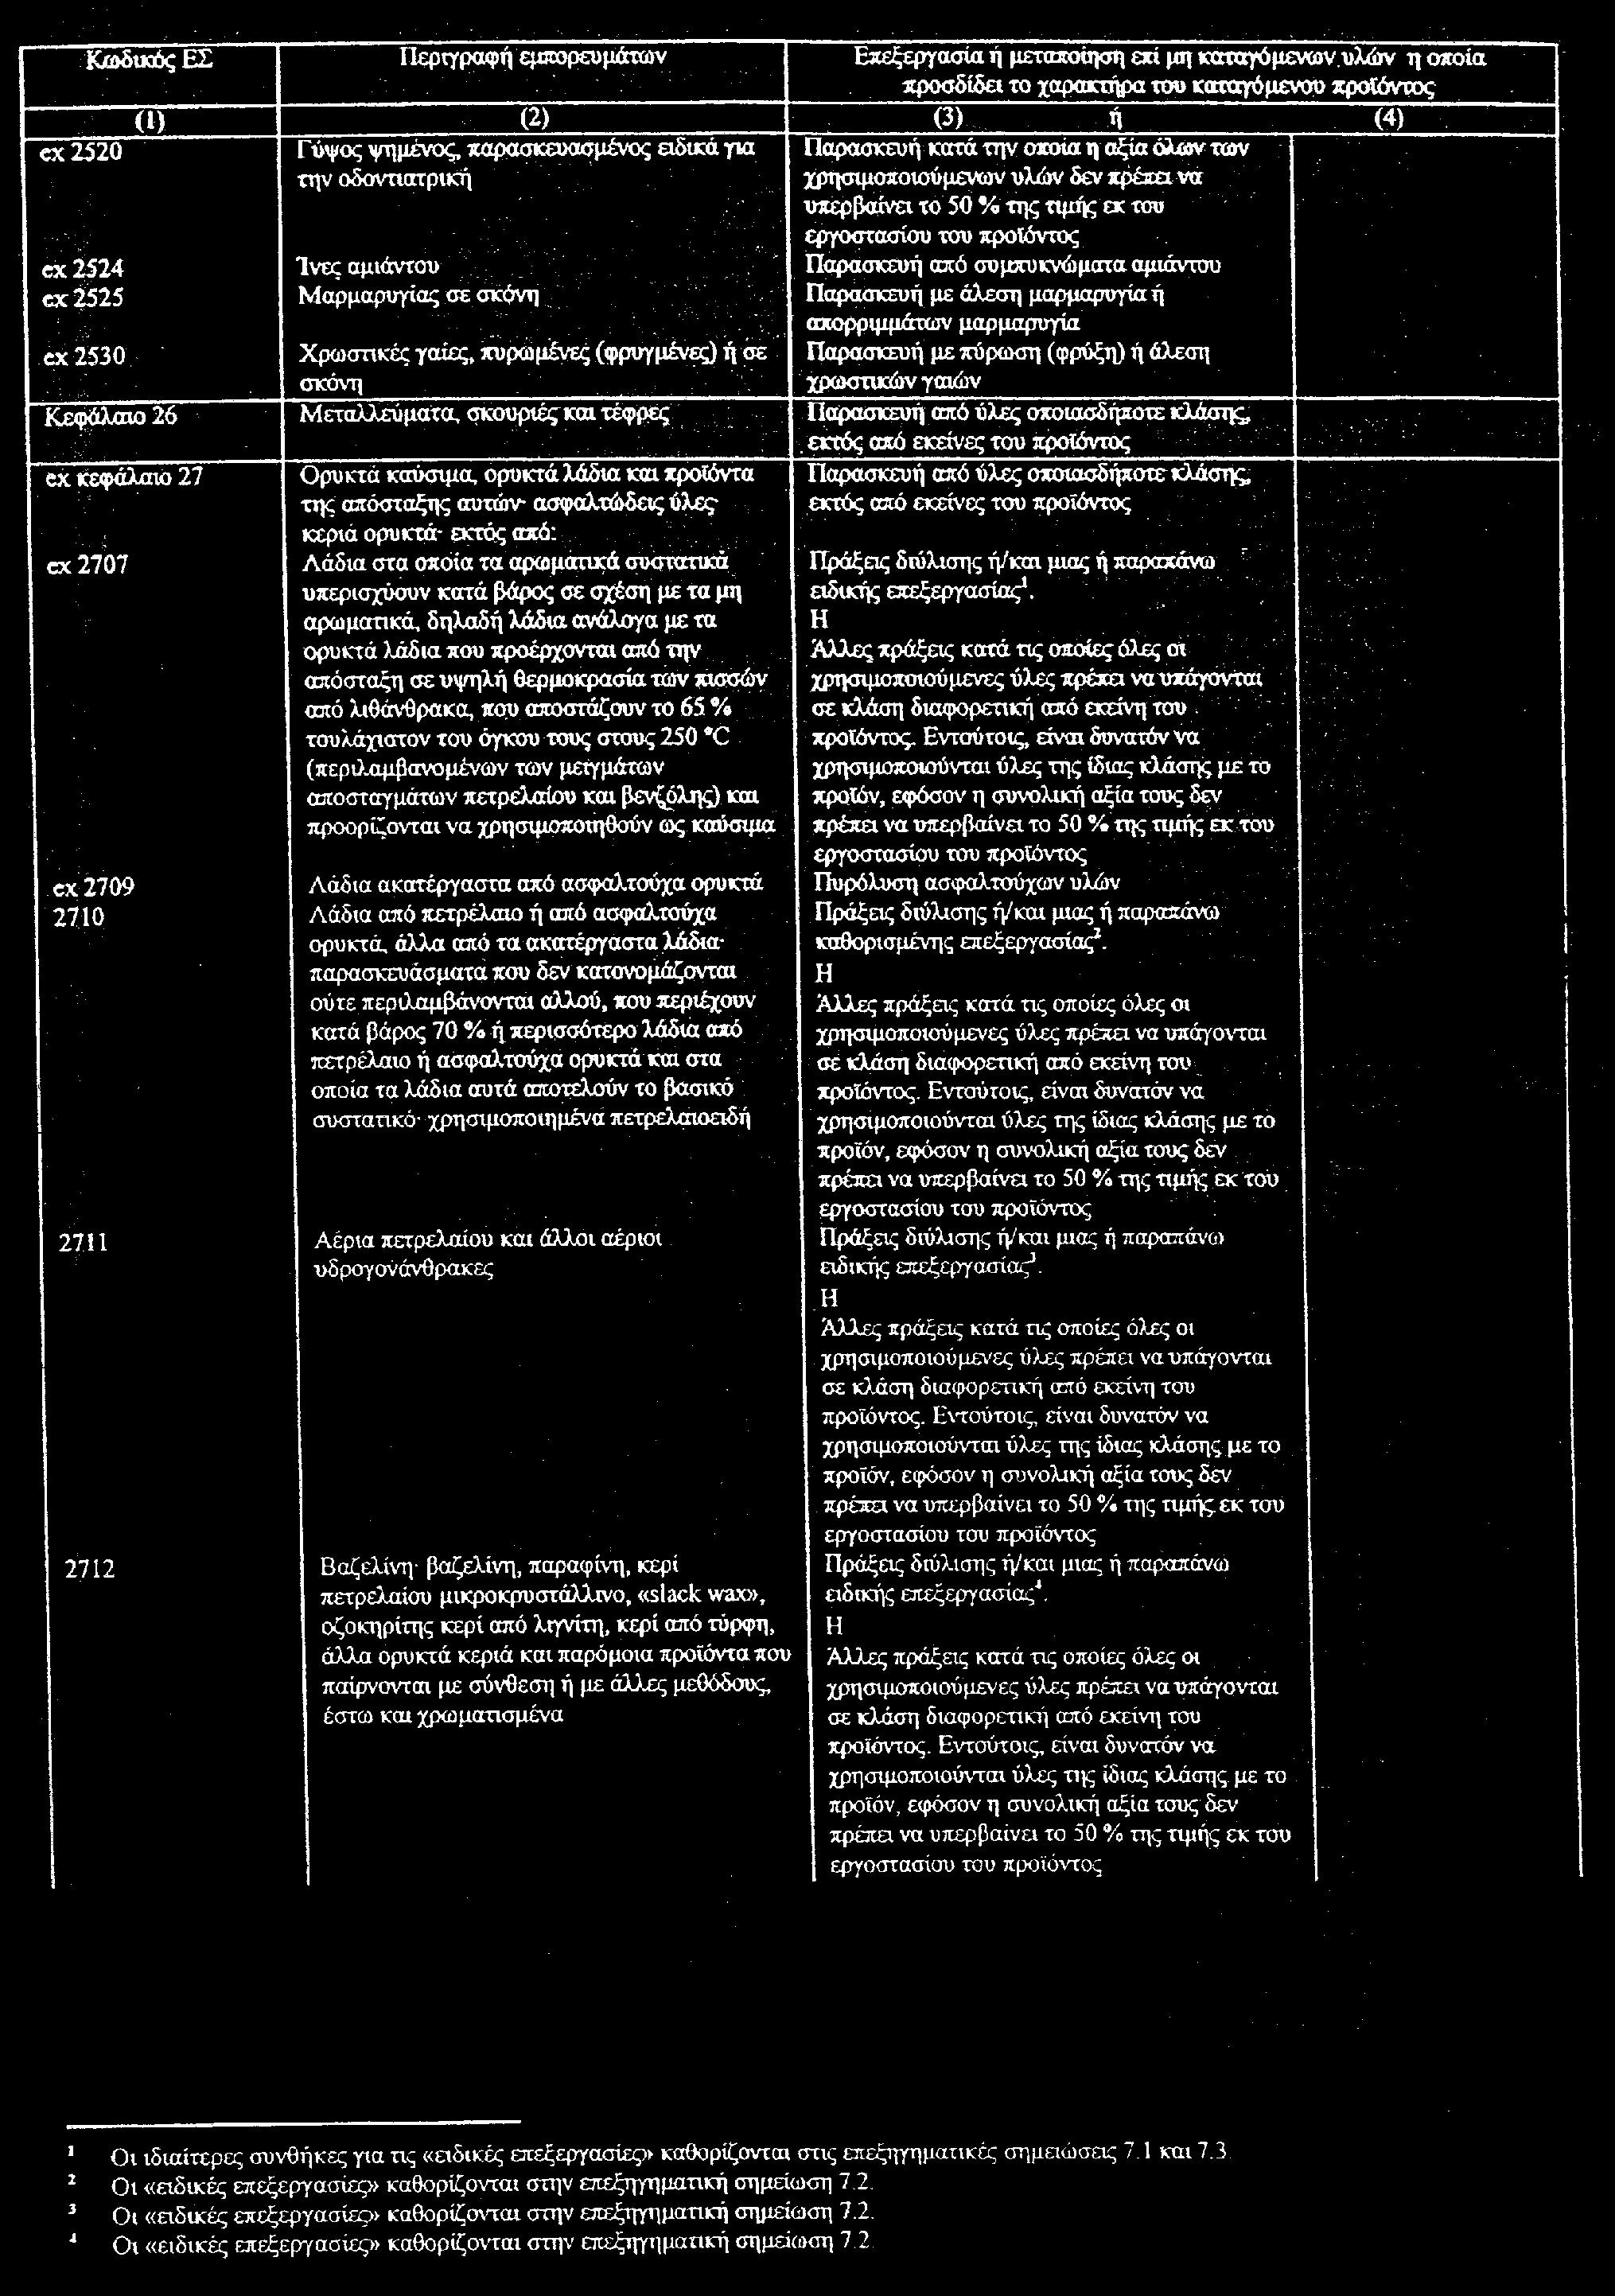 Κωδικός ΕΣ
Περιγραφή εμπορευμάτων
Επεξεργασία ή μεταποίηση επί μη καταγόμενων υλών η οποία
προσδίδει το χαρακτήρα του καταγόμενου προϊόντος
(1)
(2)
(3) ή (4)
ex 2520
Γύψος ψημένος, παρασκευασμένος ειδικά για
την οδοντιατρική
Παρασκευή κατά την οποία η αξία όλων των
χρησιμοποιούμενων υλών δεν πρέπει να
υπερβαίνει το 50 % της τιμής εκ του
εργοστασίου του προϊόντος
ex 2524
Ίνες αμιάντου
Παρασκευή από συμπυκνώματα αμιάντου
ex 2525
Μαρμαρυγίας σε σκόνη
Παρασκευή με άλεση μαρμαρυγία ή
απορριμμάτων μαρμαρυγία
ex 2530
Χρωστικές γαίες, πυρωμένες (φρυγμένες) ή σε
σκόνη
Παρασκευή με πύρωση (φρύξη) ή άλεση
χρωστικών γαιών
Κεφάλαιο 26
Μεταλλεύματα, σκουριές και τέφρες
Παρασκευή από ύλες οποιασδήποτε κλάσης,
εκτός από εκείνες του προϊόντος
ex κεφάλαιο 27
Ορυκτά καύσιμα, ορυκτά λάδια και προϊόντα
της απόσταξης αυτών· ασφαλτώδεις ύλες·
κεριά ορυκτά· εκτός από:
Παρασκευή από ύλες οποιασδήποτε κλάσης,
εκτός από εκείνες του προϊόντος
ex 2707
Λάδια στα οποία τα αρωματικά συστατικά
υπερισχύουν κατά βάρος σε σχέση με τα μη
αρωματικά, δηλαδή λάδια ανάλογα με τα
ορυκτά λάδια που προέρχονται από την
απόσταξη σε υψηλή θερμοκρασία των πισσών
από λιθάνθρακα, που αποστάζουν το 65 %
τουλάχιστον του όγκου τους στους 250 °C
(περιλαμβανομένων των μειγμάτων
αποσταγμάτων πετρελαίου και βενζόλης) και
προορίζονται να χρησιμοποιηθούν ως καύσιμα
Πράξεις διύλισης ή/και μιας ή παραπάνω
ειδικής επεξεργασίας¹.
Η
Άλλες πράξεις κατά τις οποίες όλες οι
χρησιμοποιούμενες ύλες πρέπει να υπάγονται
σε κλάση διαφορετική από εκείνη του
προϊόντος. Εντούτοις, είναι δυνατόν να
χρησιμοποιούνται ύλες της ίδιας κλάσης με το
προϊόν, εφόσον η συνολική αξία τους δεν
πρέπει να υπερβαίνει το 50 % της τιμής εκ του
εργοστασίου του προϊόντος
ex 2709
Λάδια ακατέργαστα από ασφαλτούχα ορυκτά
Πυρόλυση ασφαλτούχων υλών
2710
Λάδια από πετρέλαιο ή από ασφαλτούχα
ορυκτά, άλλα από τα ακατέργαστα λάδια·
παρασκευάσματα που δεν κατονομάζονται
ούτε περιλαμβάνονται αλλού, που περιέχουν
κατά βάρος 70 % ή περισσότερο λάδια από
πετρέλαιο ή ασφαλτούχα ορυκτά και στα
οποία τα λάδια αυτά αποτελούν το βασικό
συστατικό· χρησιμοποιημένα πετρελαιοειδή
Πράξεις διύλισης ή/και μιας ή παραπάνω
καθορισμένης επεξεργασίας².
Η
Άλλες πράξεις κατά τις οποίες όλες οι
χρησιμοποιούμενες ύλες πρέπει να υπάγονται
σε κλάση διαφορετική από εκείνη του
προϊόντος. Εντούτοις, είναι δυνατόν να
χρησιμοποιούνται ύλες της ίδιας κλάσης με το
προϊόν, εφόσον η συνολική αξία τους δεν
πρέπει να υπερβαίνει το 50 % της τιμής εκ του
εργοστασίου του προϊόντος
2711
Αέρια πετρελαίου και άλλοι αέριοι
υδρογονάνθρακες
Πράξεις διύλισης ή/και μιας ή παραπάνω
ειδικής επεξεργασίας³.
Η
Άλλες πράξεις κατά τις οποίες όλες οι
χρησιμοποιούμενες ύλες πρέπει να υπάγονται
σε κλάση διαφορετική από εκείνη του
προϊόντος. Εντούτοις, είναι δυνατόν να
χρησιμοποιούνται ύλες της ίδιας κλάσης με το
προϊόν, εφόσον η συνολική αξία τους δεν
πρέπει να υπερβαίνει το 50 % της τιμής εκ του
εργοστασίου του προϊόντος
2712
Βαζελίνη· βαζελίνη, παραφίνη, κερί
πετρελαίου μικροκρυστάλλινο, «slack wax»,
οζοκηρίτης κερί από λιγνίτη, κερί από τύρφη,
άλλα ορυκτά κεριά και παρόμοια προϊόντα που
παίρνονται με σύνθεση ή με άλλες μεθόδους,
έστω και χρωματισμένα
Πράξεις διύλισης ή/και μιας ή παραπάνω
ειδικής επεξεργασίας⁴.
Η
Άλλες πράξεις κατά τις οποίες όλες οι
χρησιμοποιούμενες ύλες πρέπει να υπάγονται
σε κλάση διαφορετική από εκείνη του
προϊόντος. Εντούτοις, είναι δυνατόν να
χρησιμοποιούνται ύλες της ίδιας κλάσης με το
προϊόν, εφόσον η συνολική αξία τους δεν
πρέπει να υπερβαίνει το 50 % της τιμής εκ του
εργοστασίου του προϊόντος
¹ Οι ιδιαίτερες συνθήκες για τις «ειδικές επεξεργασίες» καθορίζονται στις επεξηγηματικές σημειώσεις 7.1 και 7.3.
² Οι «ειδικές επεξεργασίες» καθορίζονται στην επεξηγηματική σημείωση 7.2.
³ Οι «ειδικές επεξεργασίες» καθορίζονται στην επεξηγηματική σημείωση 7.2.
⁴ Οι «ειδικές επεξεργασίες» καθορίζονται στην επεξηγηματική σημείωση 7.2.